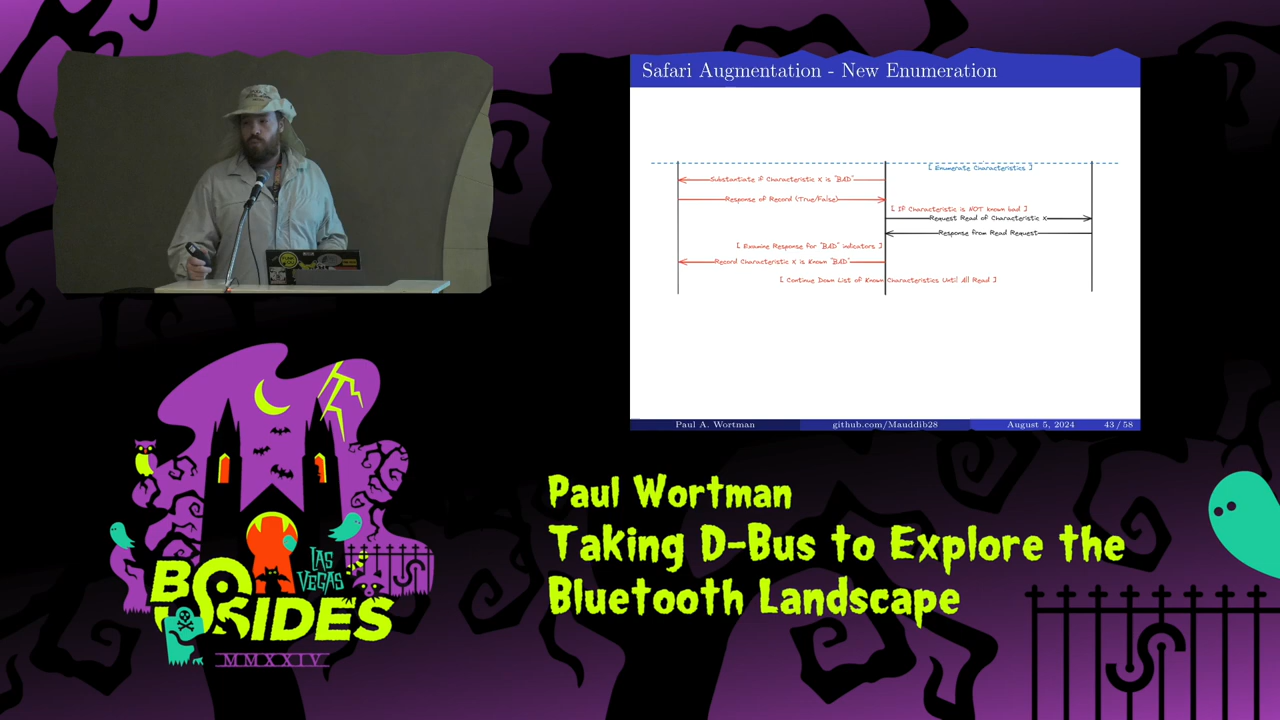 Safari Augmentation - New Enumeration
[ Enumerate Characteristics ]
Substantiate if Characteristic X is "BAD"
Response of Record (True/False)
[ If Characteristic is NOT known bad ]
Request Read of Characteristic X
Response from Read Request
[ Examine Response for "BAD" indicators ]
Record Characteristic X is Known "BAD"
[ Continue Down List of Known Characteristics Until All Read ]
Paul A. Wortman
github.com/Mauddib28
August 5, 2024
43 / 58
LAS
VEGAS
BSIDES
MMXXIV
Paul Wortman
Taking D-Bus to Explore the
Bluetooth Landscape